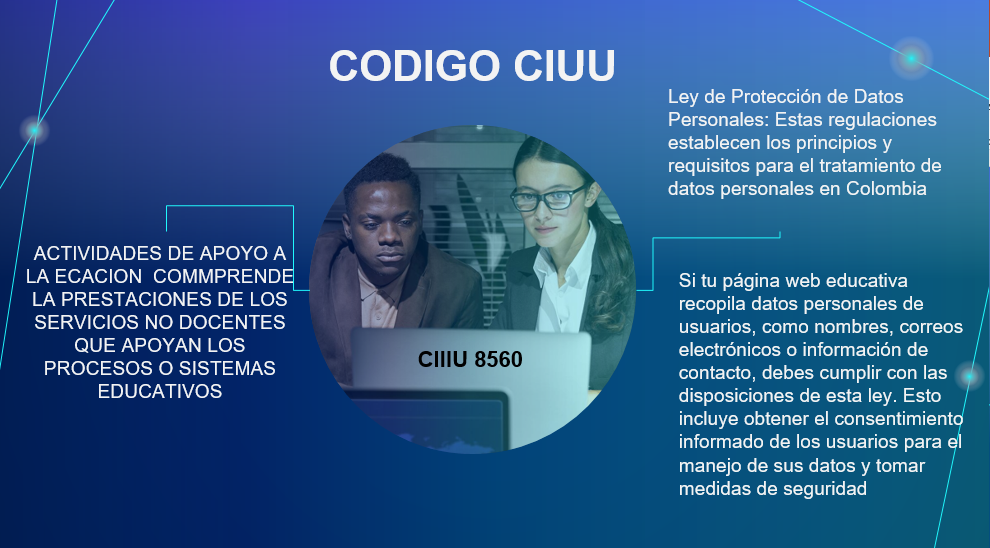 CODIGO CIUU
Ley de Protección de Datos
Personales: Estas regulaciones
establecen los principios y
requisitos para el tratamiento de
datos personales en Colombia
ACTIVIDADES DE APOYO A
LA ECACION  COMMPRENDE
LA PRESTACIONES DE LOS
SERVICIOS NO DOCENTES
QUE APOYAN LOS
PROCESOS O SISTEMAS
EDUCATIVOS
CIIIU 8560
Si tu página web educativa
recopila datos personales de
usuarios, como nombres, correos
electrónicos o información de
contacto, debes cumplir con las
disposiciones de esta ley. Esto
incluye obtener el consentimiento
informado de los usuarios para el
manejo de sus datos y tomar
medidas de seguridad